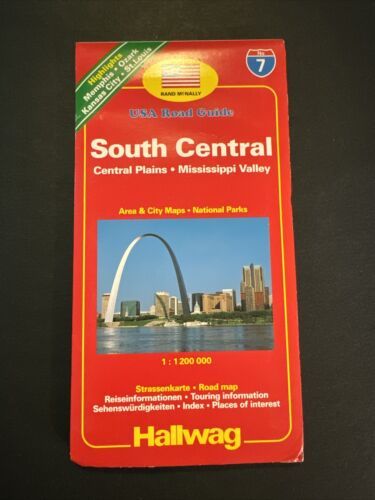 Highlights
Memphis • Ozark
Kansas City • St. Louis
RAND McNALLY
No.
7
USA Road Guide
South Central
Central Plains • Mississippi Valley
Area & City Maps • National Parks
1 : 1 200 000
Strassenkarte • Road map
Reiseinformationen • Touring information
Sehenswürdigkeiten • Index • Places of interest
Hallwag